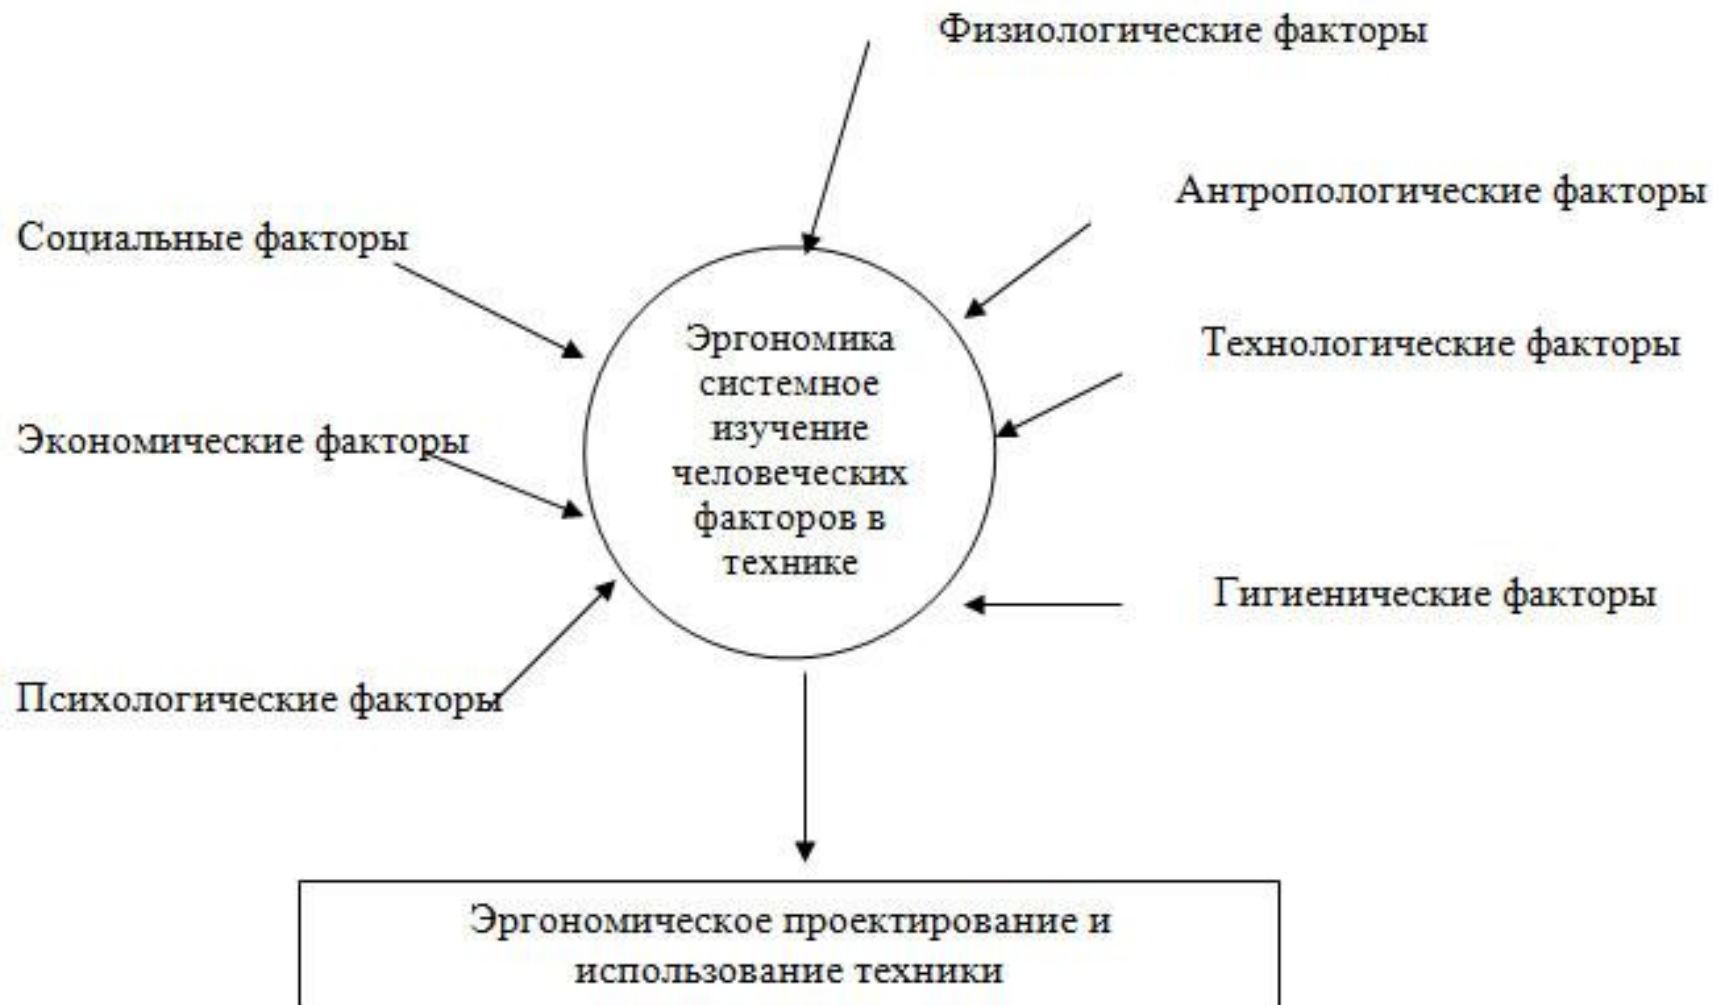 Физиологические факторы
Антропологические факторы
Социальные факторы
Технологические факторы
Эргономика
системное
изучение
человеческих
факторов в
технике
Экономические факторы
Гигиенические факторы
Психологические факторы
Эргономическое проектирование и
использование техники